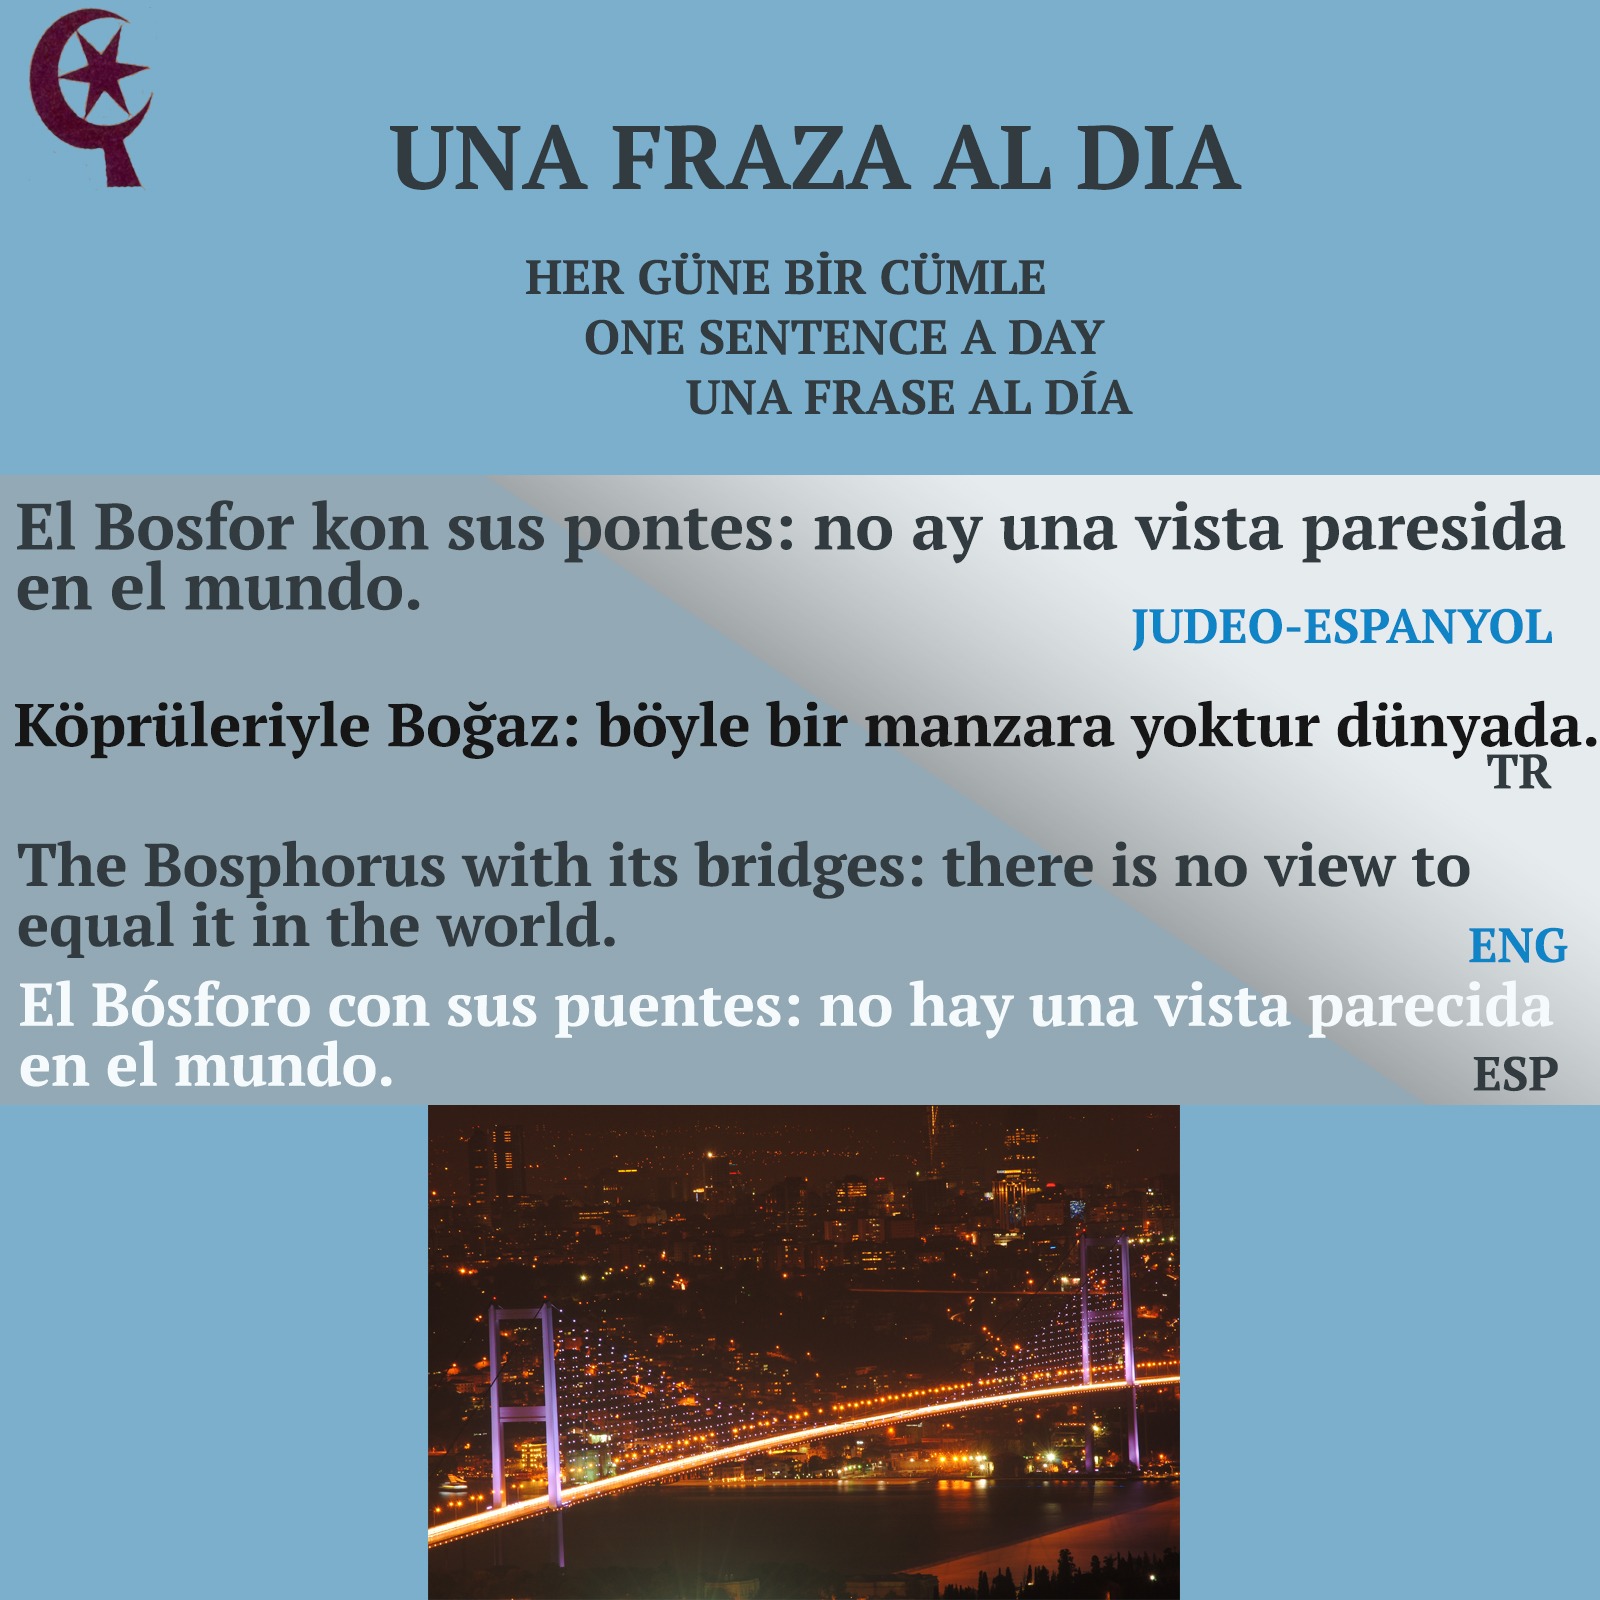 UNA FRAZA AL DIA
HER GÜNE BİR CÜMLE
ONE SENTENCE A DAY
UNA FRASE AL DÍA
El Bosfor kon sus pontes: no ay una vista paresida
en el mundo.
JUDEO-ESPANYOL
Köprüleriyle Boğaz: böyle bir manzara yoktur dünyada.
TR
The Bosphorus with its bridges: there is no view to
equal it in the world.
ENG
El Bósforo con sus puentes: no hay una vista parecida
en el mundo.
ESP